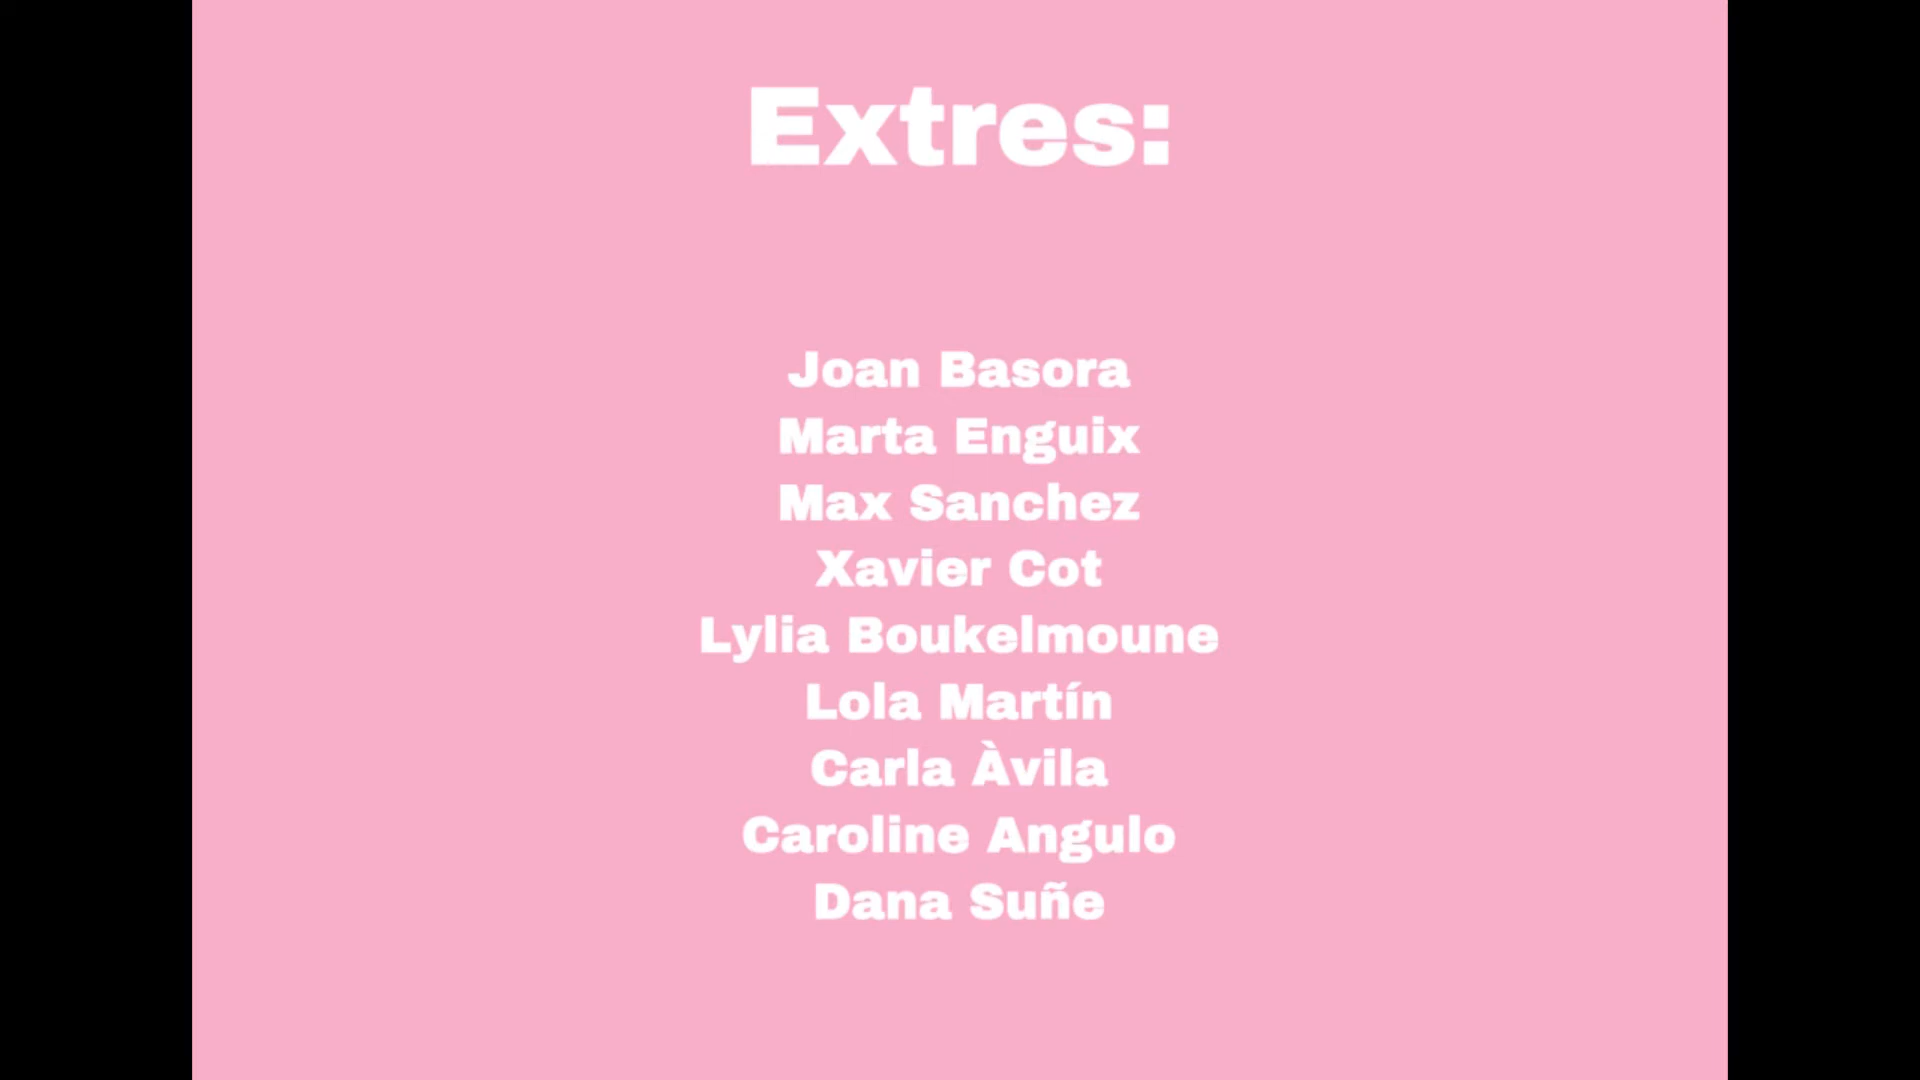 Extres:
Joan Basora
Marta Enguix
Max Sanchez
Xavier Cot
Lylia Boukelmoune
Lola Martín
Carla Àvila
Caroline Angulo
Dana Suñe